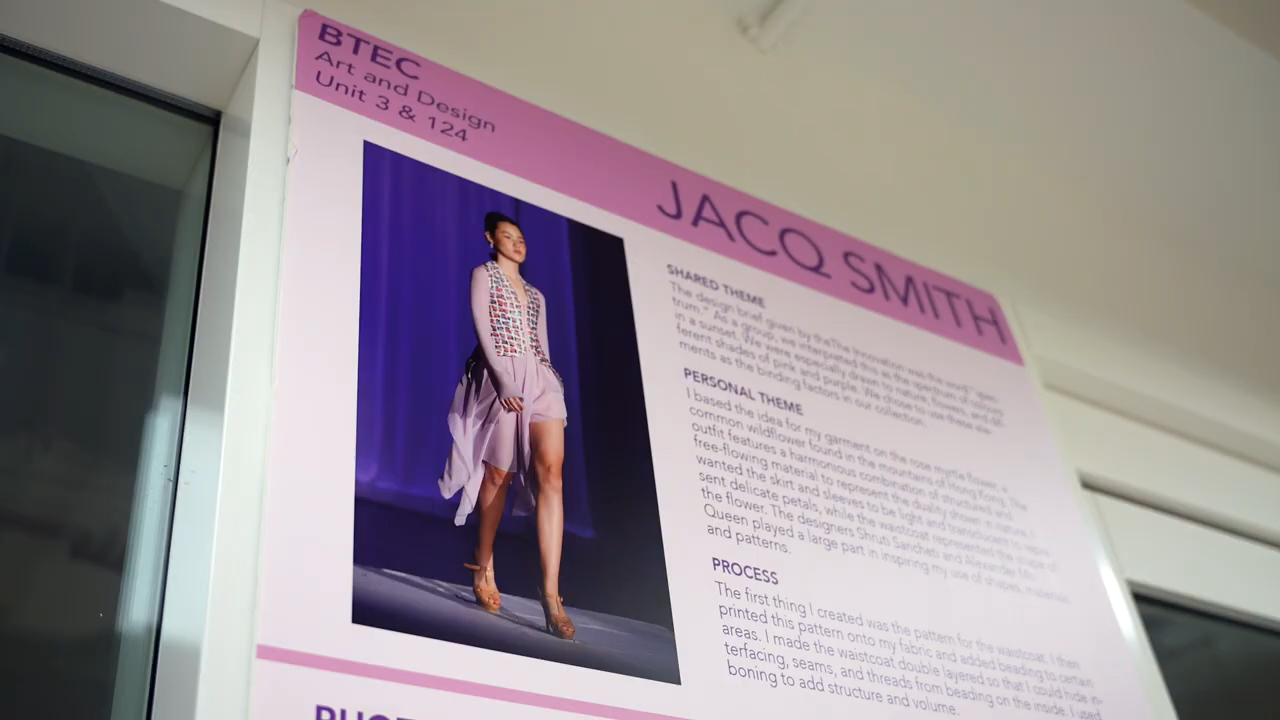 BTEC
Art and Design
Unit 3 & 124
JACQ SMITH
SHARED THEME
The design brief given by theThe Innovation was the word "spec-
trum." As a group, we interpreted this as the spectrum of colours
in a sunset. We were especially drawn to nature, flowers, and dif-
ferent shades of pink and purple. We chose to use these ele-
ments as the binding factors in our collection.
PERSONAL THEME
I based the idea for my garment on the rose myrtle flower, a
common wildflower found in the mountains of Hong Kong. The
outfit features a harmonious combination of structured and
free-flowing material to represent the duality shown in nature. I
wanted the skirt and sleeves to be light and translucent to repre-
sent delicate petals, while the waistcoat represented the shape of
the flower. The designers Shruti Sancheti and Alexander Mc
Queen played a large part in inspiring my use of shapes, materials,
and patterns.
PROCESS
The first thing I created was the pattern for the waistcoat. I then
printed this pattern onto my fabric and added beading to certain
areas. I made the waistcoat double layered so that I could hide in-
terfacing, seams, and threads from beading on the inside. I used
boning to add structure and volume.